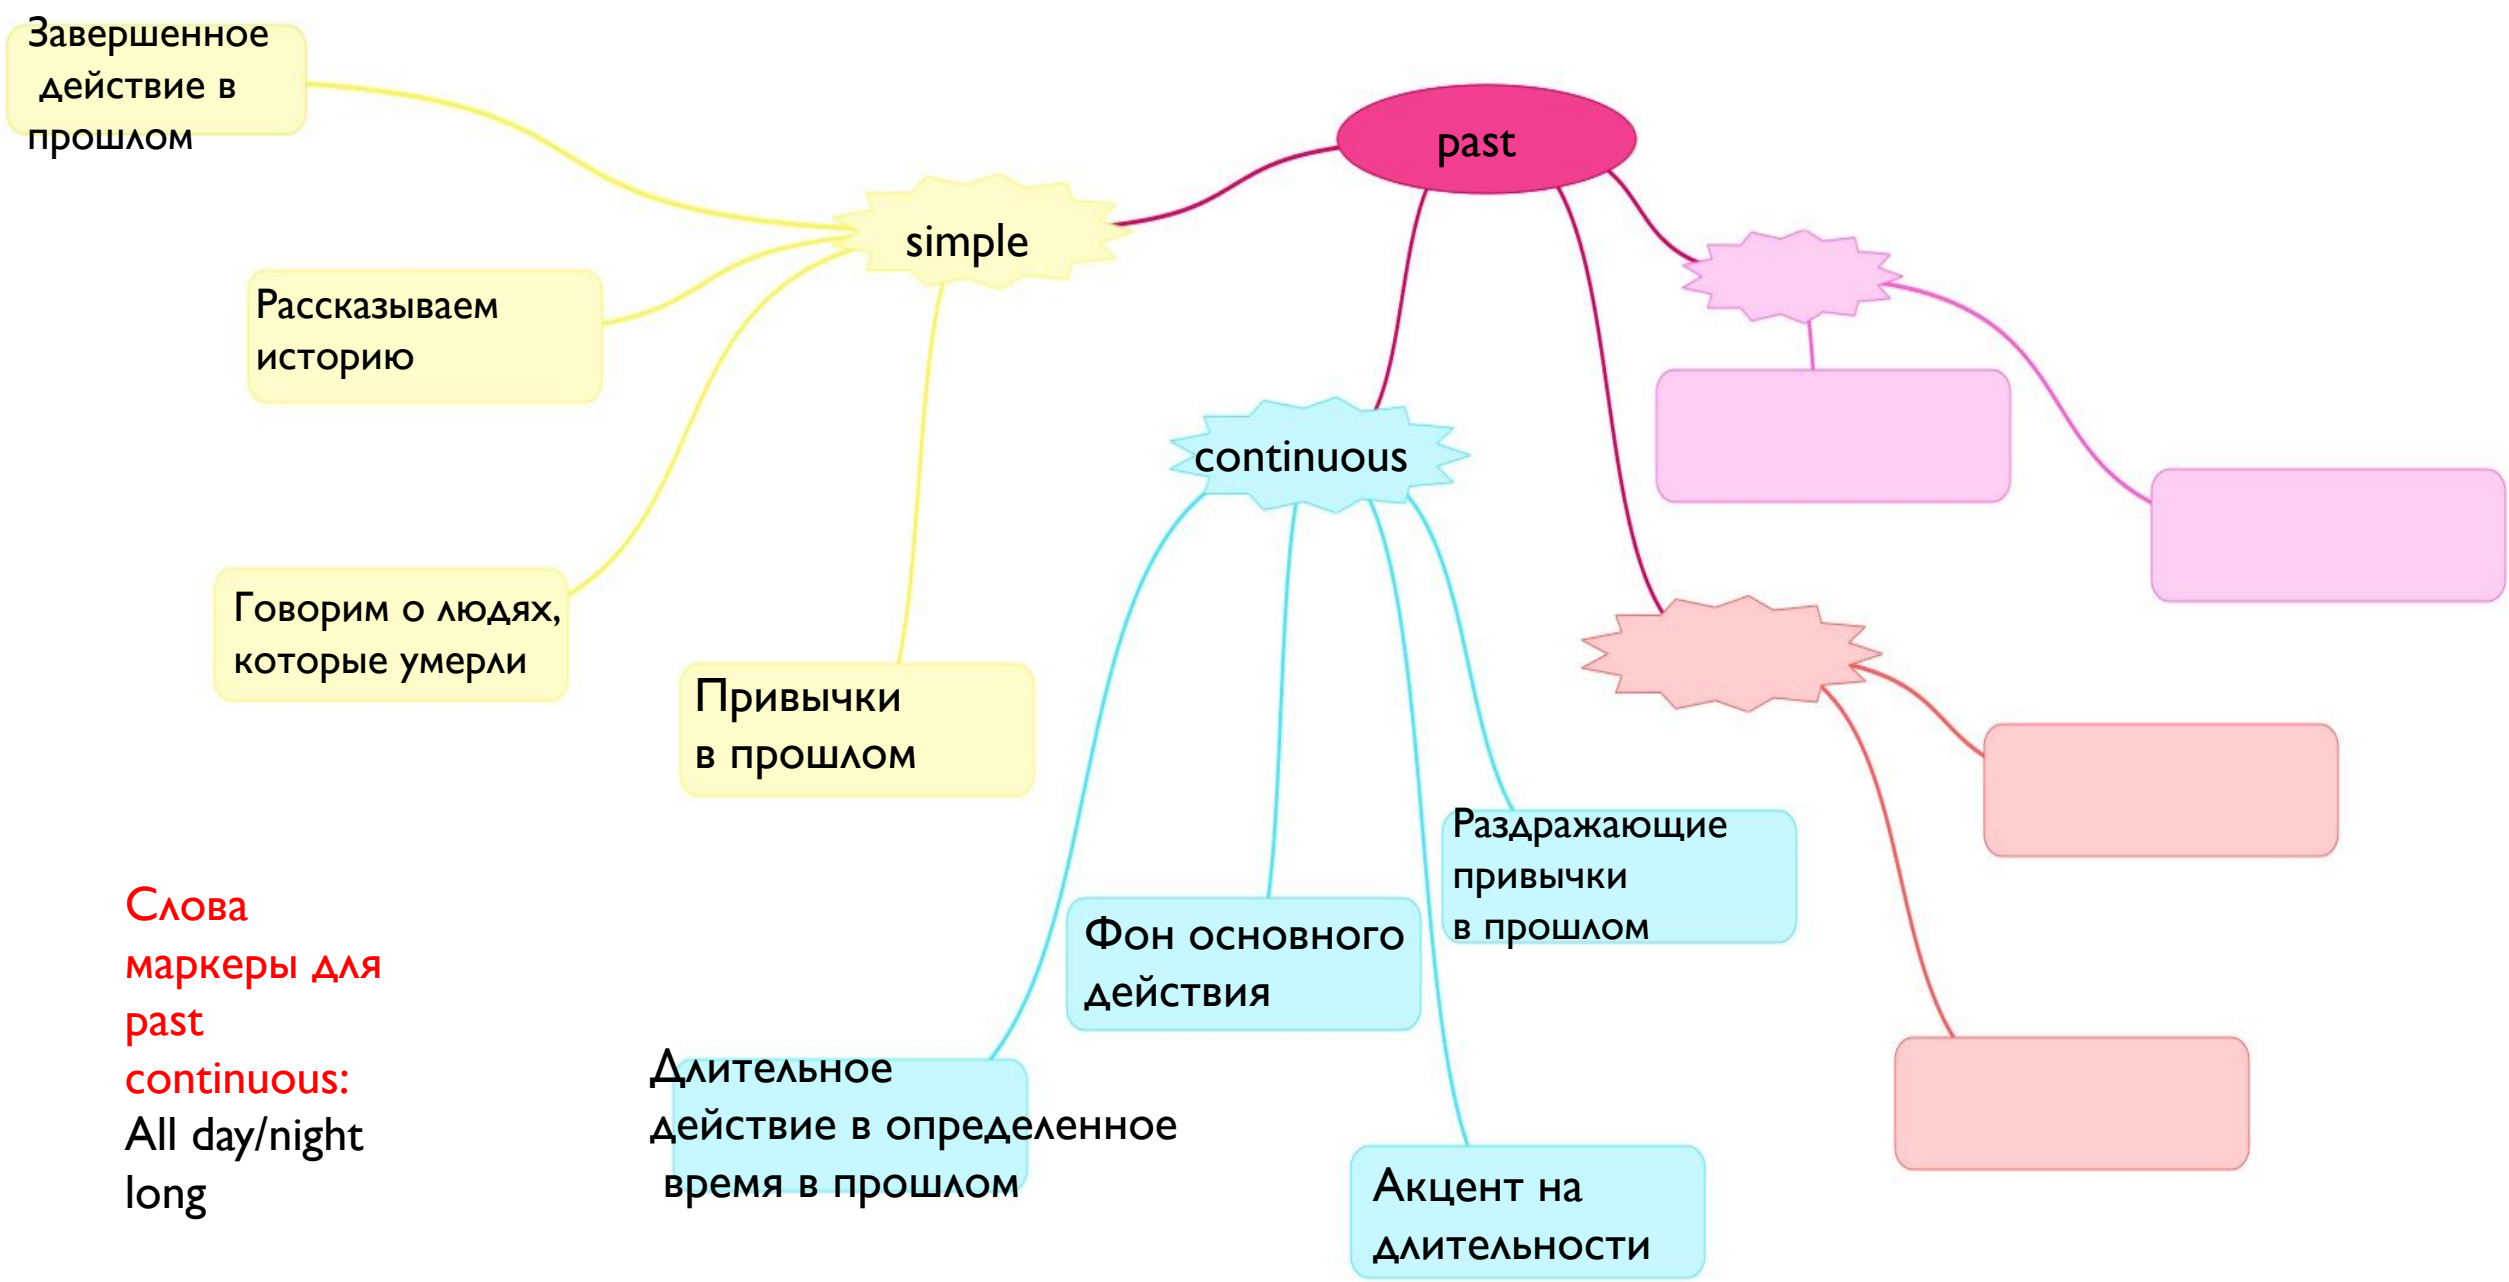 Завершенное
действие в
прошлом
past
simple
Рассказываем
историю
continuous
Говорим о людях,
которые умерли
Привычки
в прошлом
Раздражающие
привычки
в прошлом
Фон основного
действия
Длительное
действие в определенное
время в прошлом
Акцент на
длительности
Слова
маркеры для
past
continuous:
All day/night
long